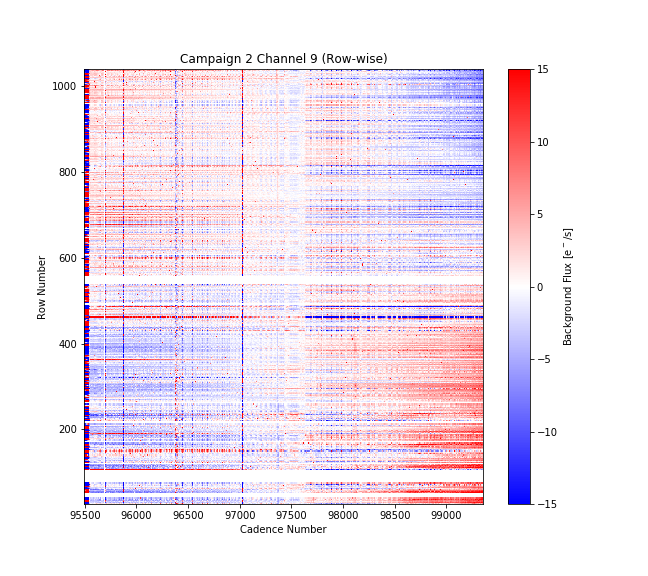 Campaign 2 Channel 9 (Row-wise)
1000
800
600
400
200
Row Number
95500 96000 96500 97000 97500 98000 98500 99000
Cadence Number
15
10
5
0
−5
−10
−15
Background Flux [e⁻/s]